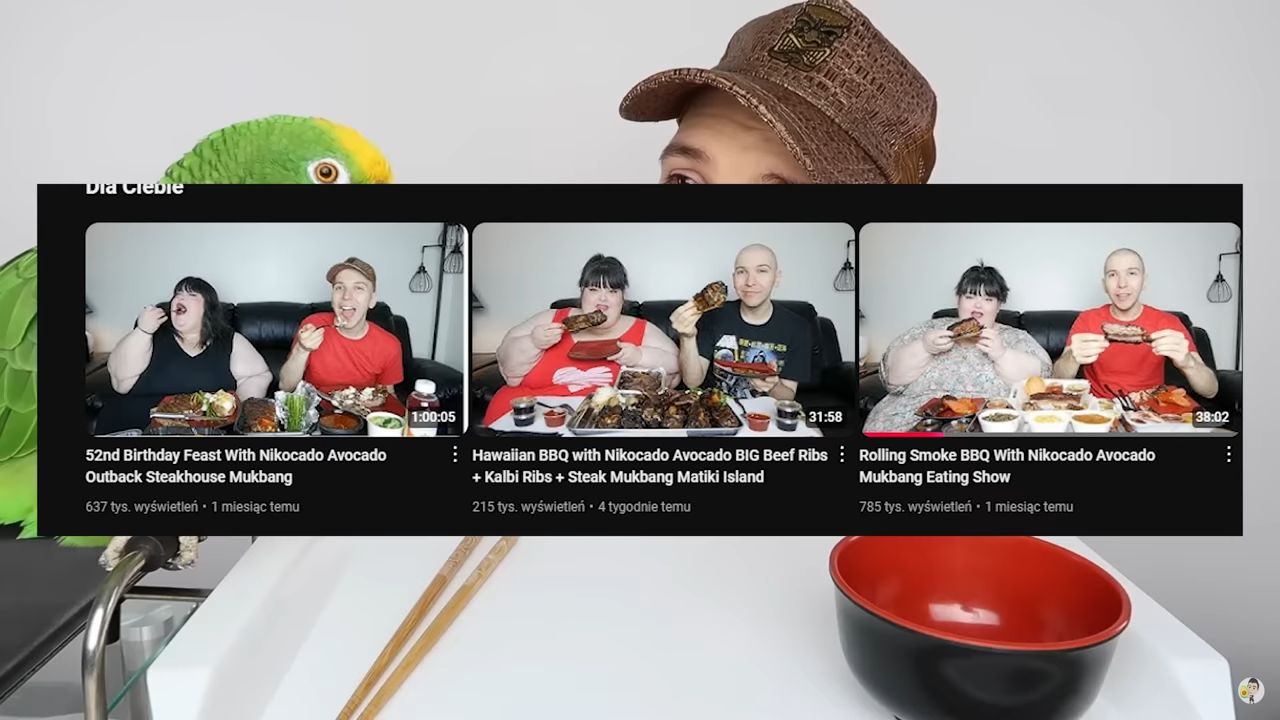 Dla Ciebie
1:00:05
31:58
38:02
52nd Birthday Feast With Nikocado Avocado
Outback Steakhouse Mukbang
637 tys. wyświetleń • 1 miesiąc temu
Hawaiian BBQ with Nikocado Avocado BIG Beef Ribs
+ Kalbi Ribs + Steak Mukbang Matiki Island
215 tys. wyświetleń • 4 tygodnie temu
Rolling Smoke BBQ With Nikocado Avocado
Mukbang Eating Show
785 tys. wyświetleń • 1 miesiąc temu